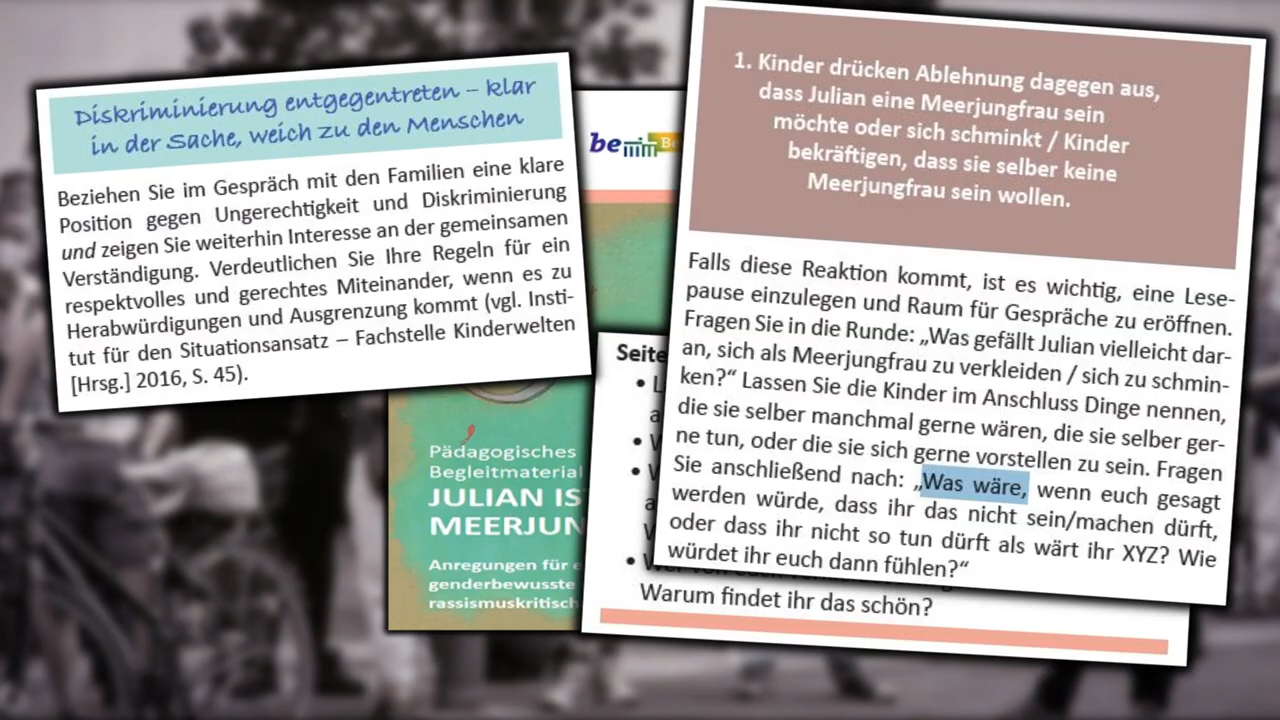 Diskriminierung entgegentreten – klar
in der Sache, weich zu den Menschen
Beziehen Sie im Gespräch mit den Familien eine klare
Position gegen Ungerechtigkeit und Diskriminierung
und zeigen Sie weiterhin Interesse an der gemeinsamen
Verständigung. Verdeutlichen Sie Ihre Regeln für ein
respektvolles und gerechtes Miteinander, wenn es zu
Herabwürdigungen und Ausgrenzung kommt (vgl. Insti-
tut für den Situationsansatz – Fachstelle Kinderwelten
[Hrsg.] 2016, S. 45).
be
Pädagogisches
Begleitmaterial
JULIAN IS
MEERJUN
Anregungen für e
genderbewusste
rassismuskritisch
1. Kinder drücken Ablehnung dagegen aus,
dass Julian eine Meerjungfrau sein
möchte oder sich schminkt / Kinder
bekräftigen, dass sie selber keine
Meerjungfrau sein wollen.
Falls diese Reaktion kommt, ist es wichtig, eine Lese-
pause einzulegen und Raum für Gespräche zu eröffnen.
Fragen Sie in die Runde: „Was gefällt Julian vielleicht dar-
an, sich als Meerjungfrau zu verkleiden / sich zu schmin-
ken?“ Lassen Sie die Kinder im Anschluss Dinge nennen,
die sie selber manchmal gerne wären, die sie selber ger-
ne tun, oder die sie sich gerne vorstellen zu sein. Fragen
Sie anschließend nach: „Was wäre, wenn euch gesagt
werden würde, dass ihr das nicht sein/machen dürft,
oder dass ihr nicht so tun dürft als wärt ihr XYZ? Wie
würdet ihr euch dann fühlen?“
Seite
Warum findet ihr das schön?